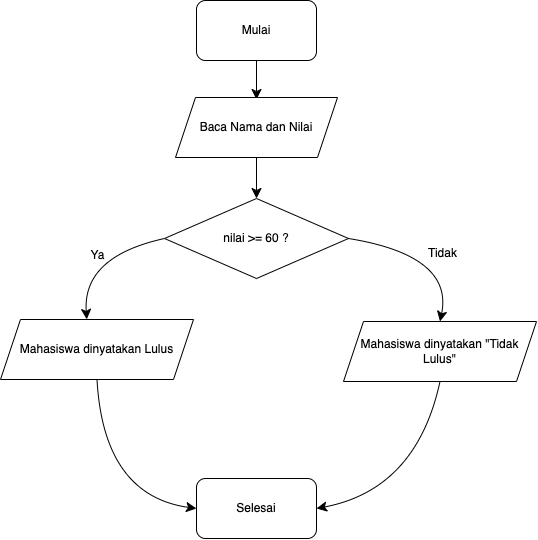 Mulai
Baca Nama dan Nilai
nilai >= 60 ?
Ya
Tidak
Mahasiswa dinyatakan Lulus
Mahasiswa dinyatakan "Tidak
Lulus"
Selesai